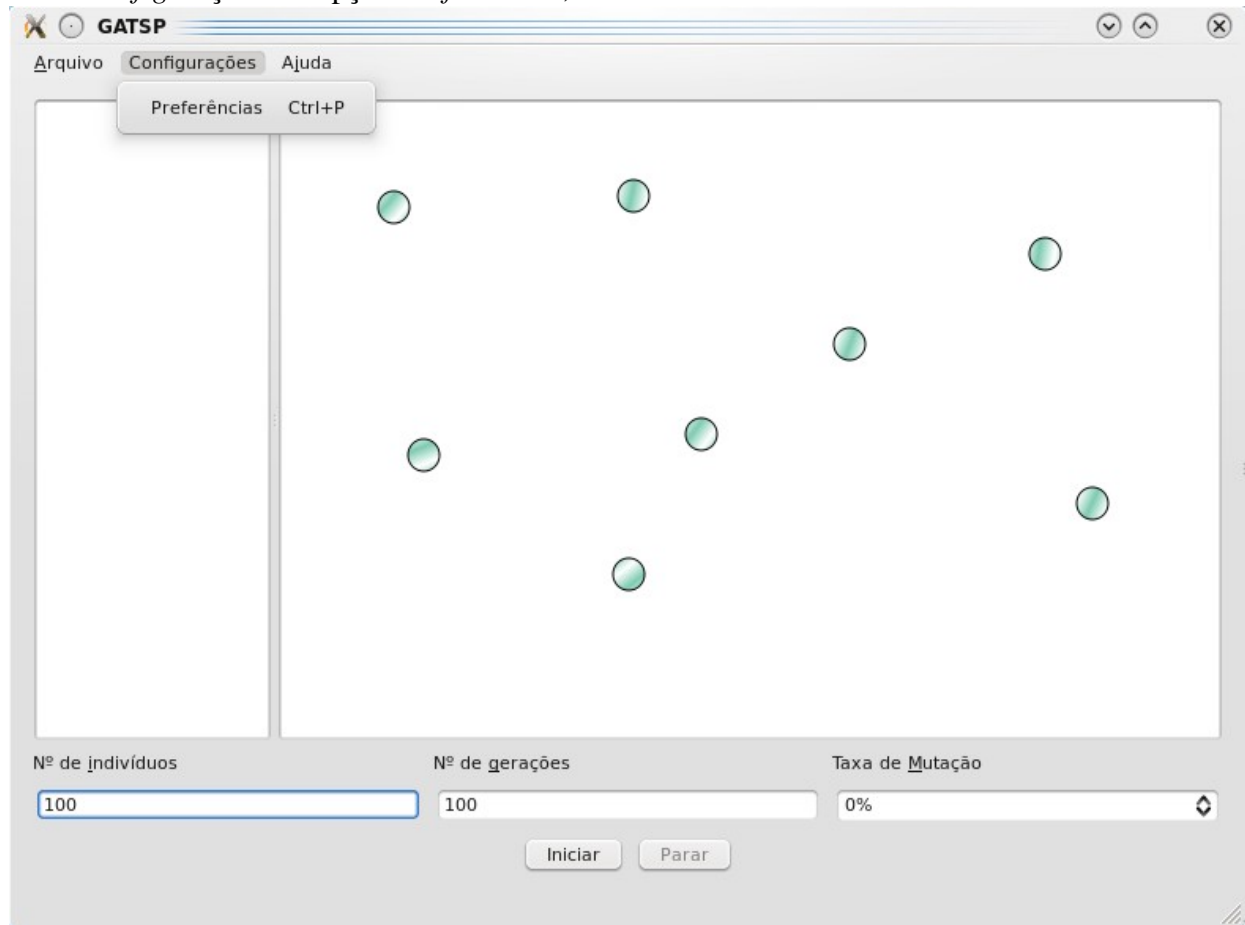 GATSP
Arquivo Configurações Ajuda
Preferências Ctrl+P
Nº de indivíduos Nº de gerações Taxa de Mutação
100 100 0%
Iniciar Parar